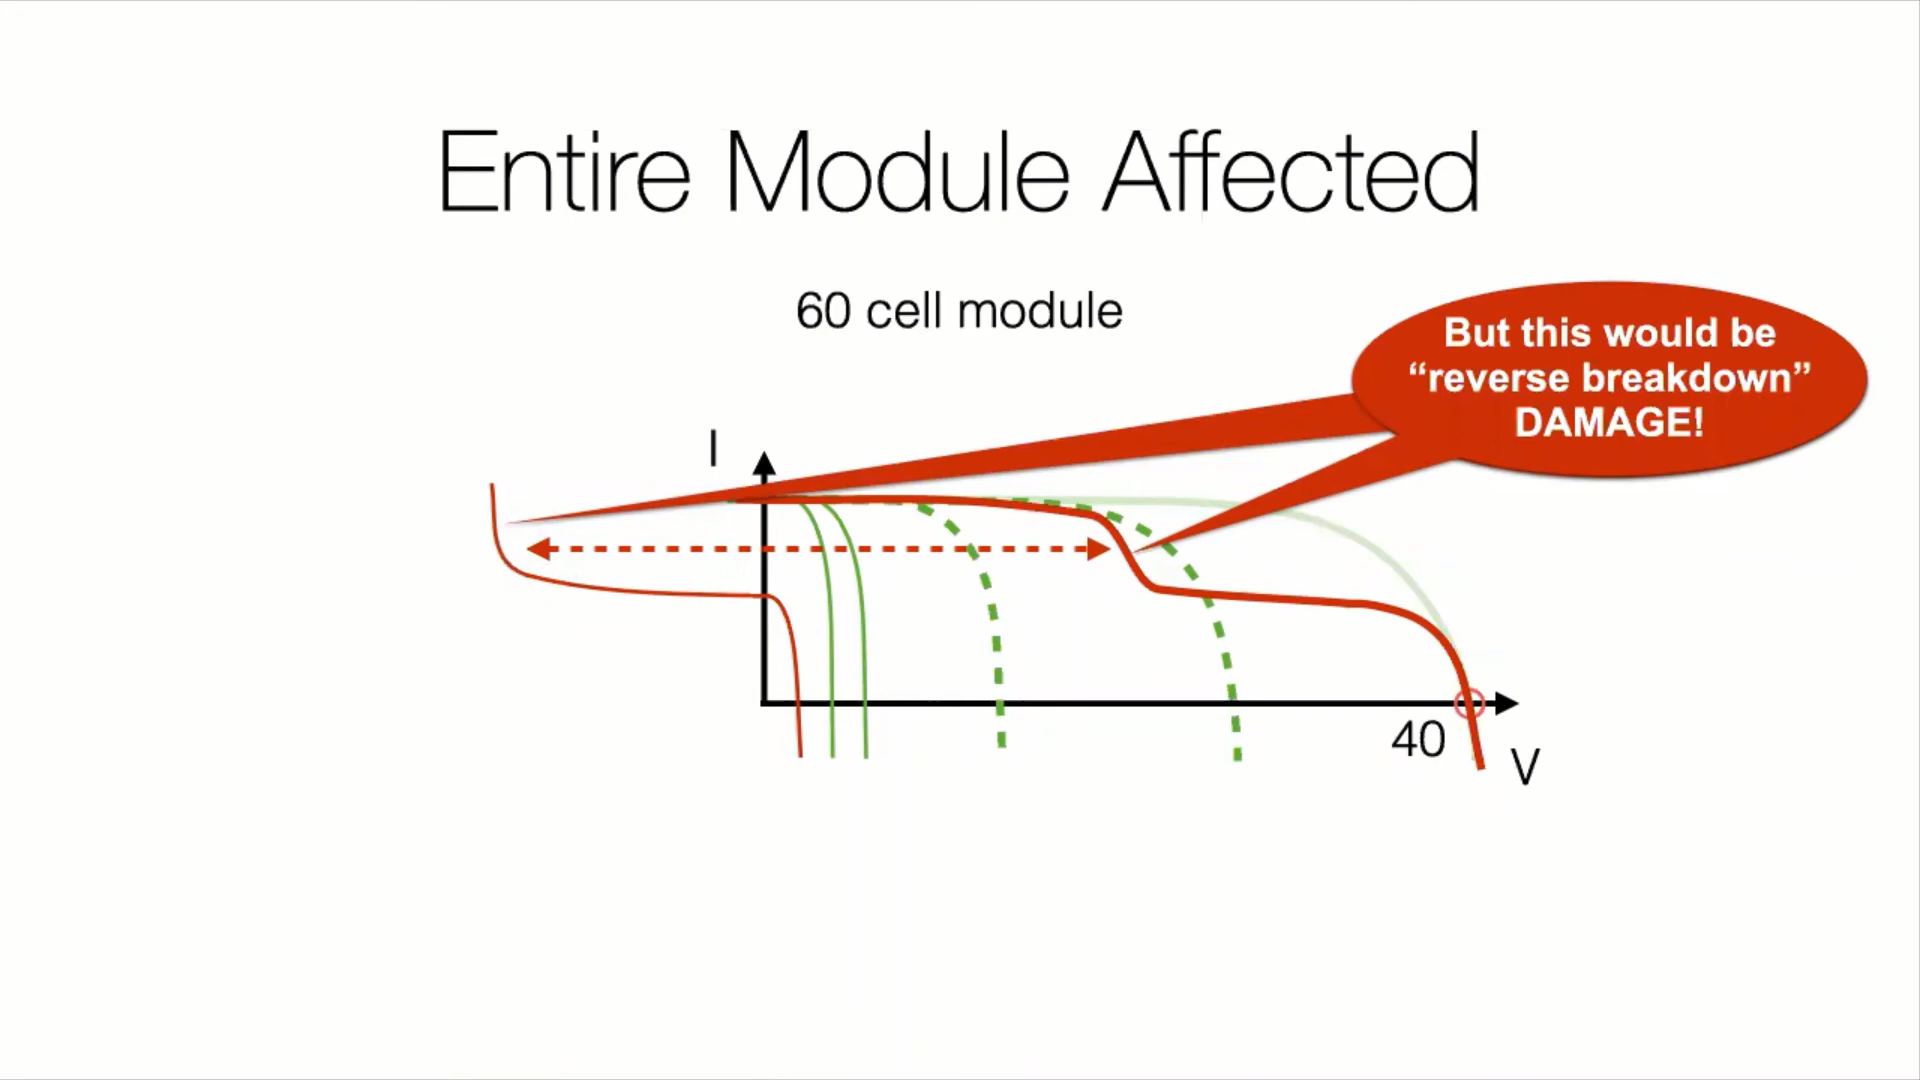 Entire Module Affected
60 cell module
But this would be
“reverse breakdown”
DAMAGE!
I
40
V